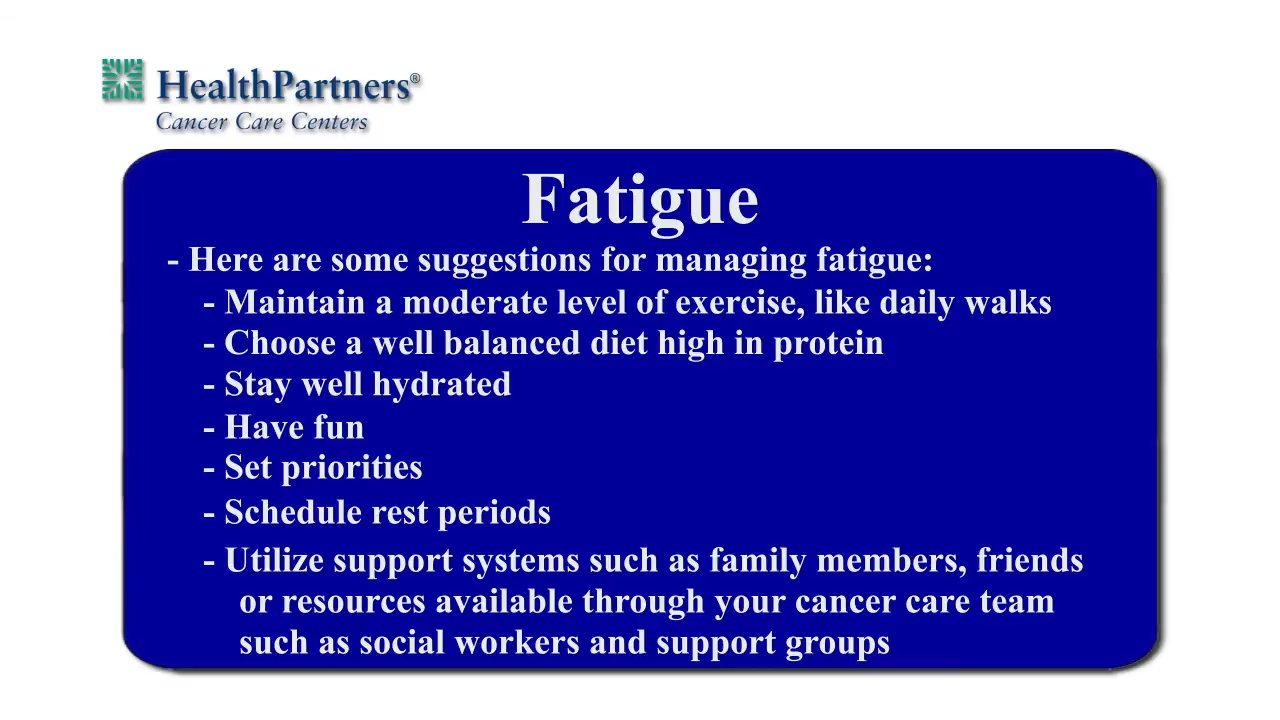 HealthPartners®
Cancer Care Centers
Fatigue
- Here are some suggestions for managing fatigue:
- Maintain a moderate level of exercise, like daily walks
- Choose a well balanced diet high in protein
- Stay well hydrated
- Have fun
- Set priorities
- Schedule rest periods
- Utilize support systems such as family members, friends
or resources available through your cancer care team
such as social workers and support groups